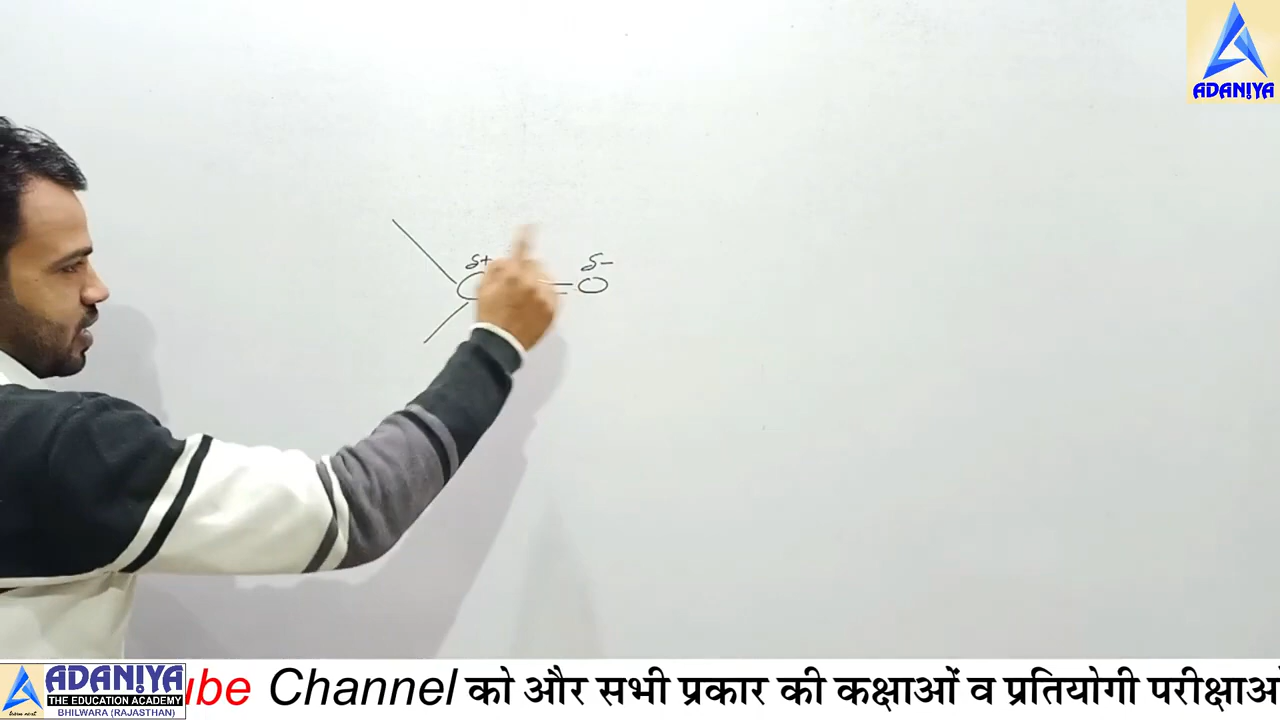 ADANIYA
δ+ δ-
C = O
ADANIYA
THE EDUCATION ACADEMY
BHILWARA (RAJASTHAN)
ube Channel को और सभी प्रकार की कक्षाओं व प्रतियोगी परीक्षाओ